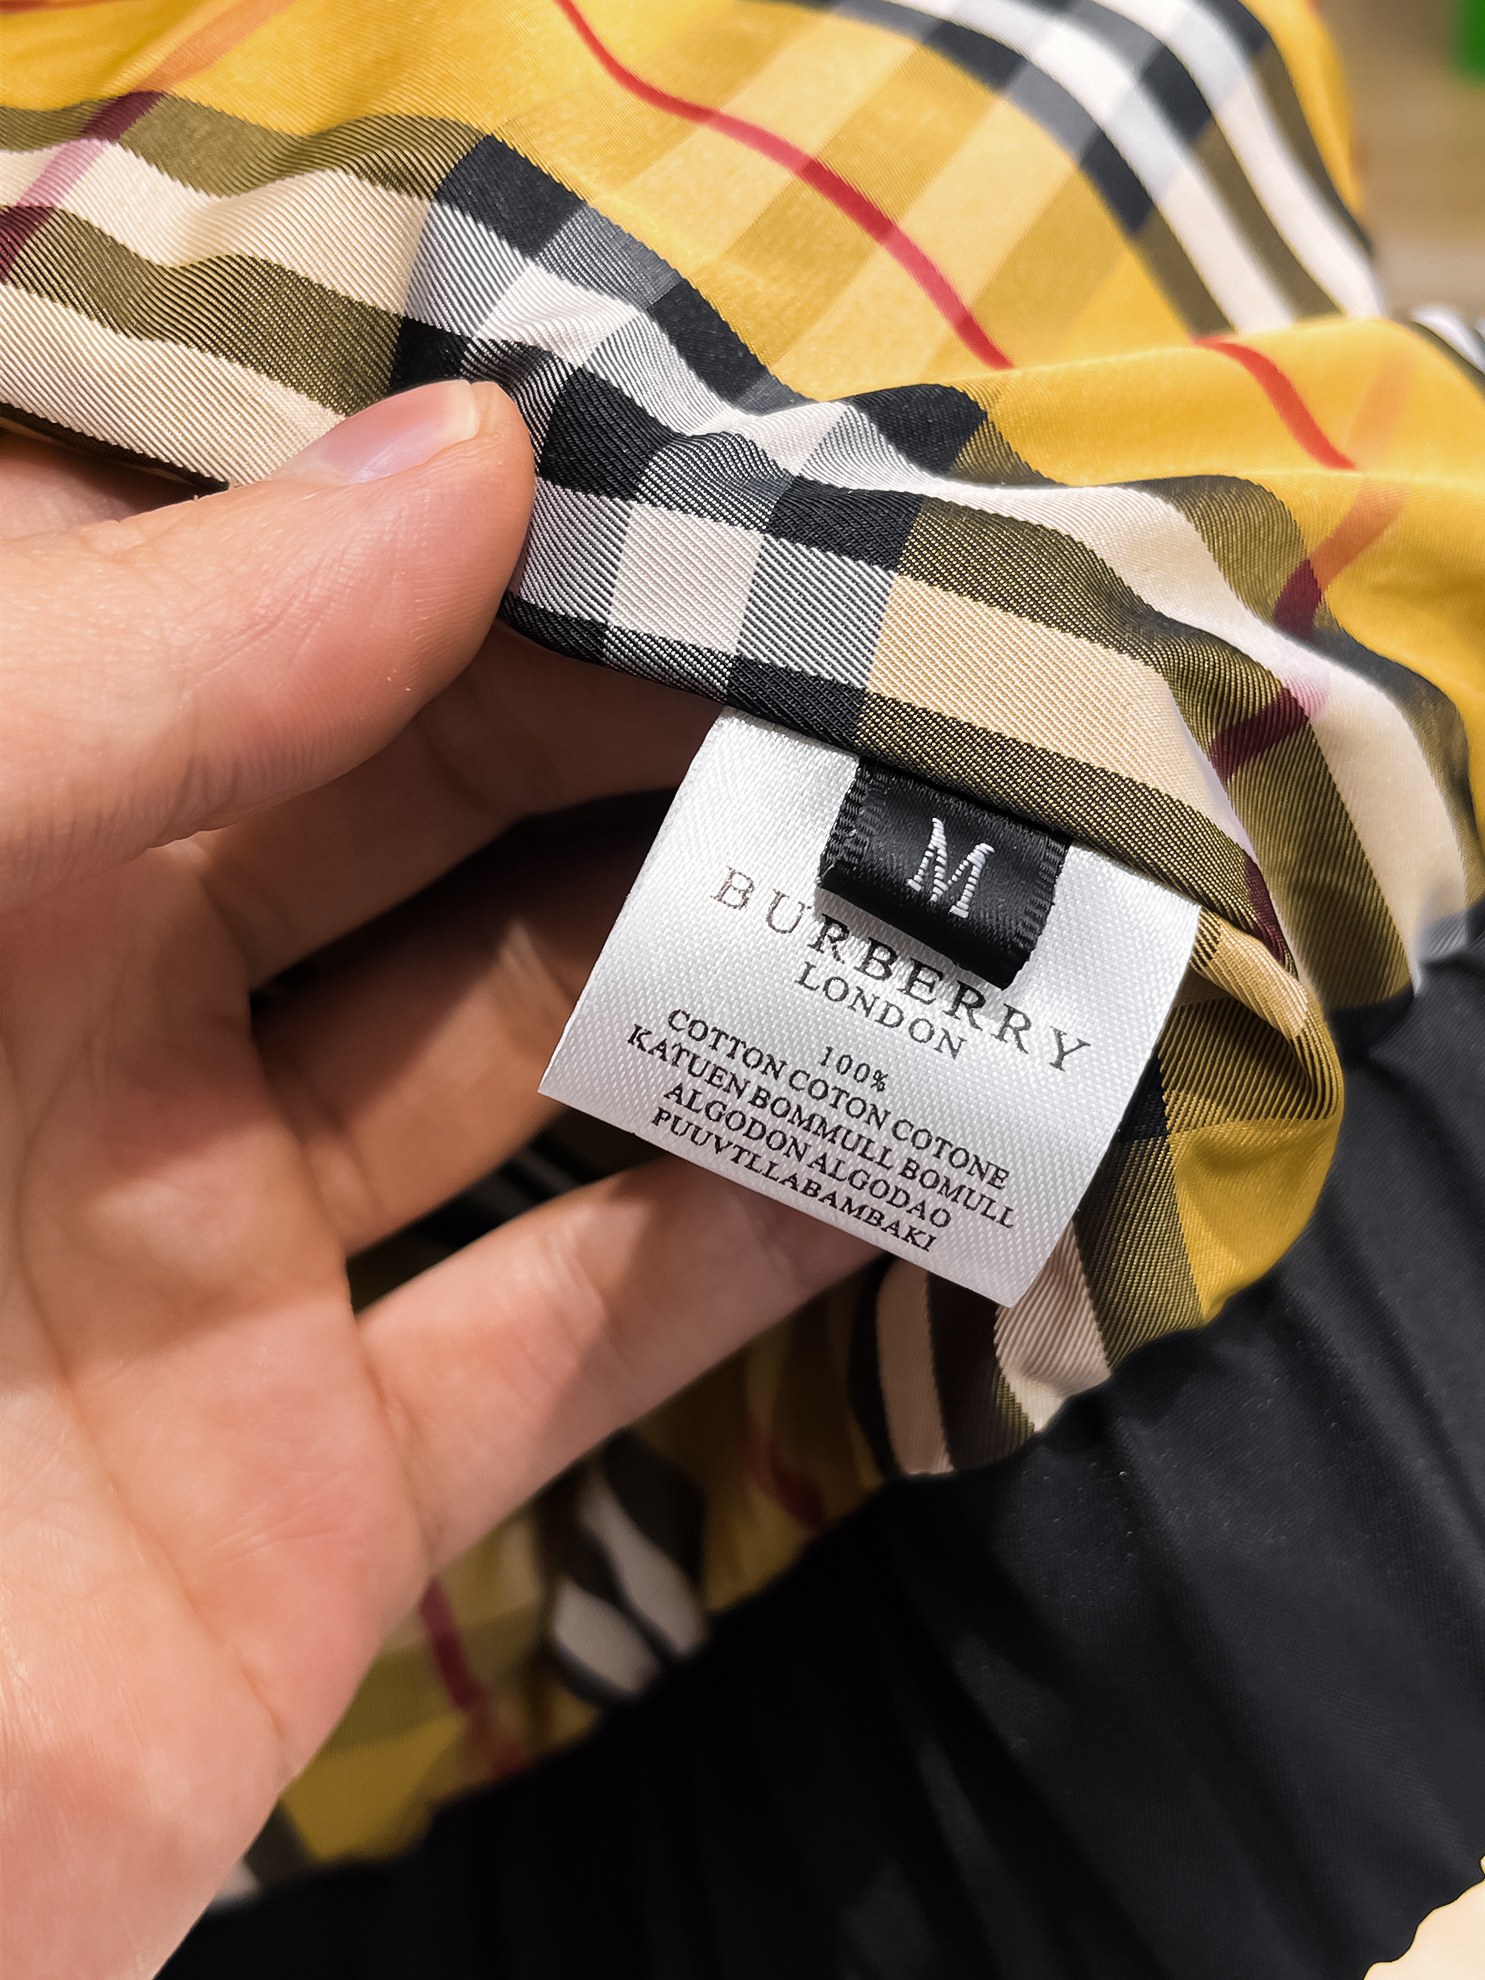 M
BURBERRY
LONDON
100%
COTTON COTON COTONE
KATUEN BOMMULL BOMULL
ALGODON ALGODAO
PUUVTLLABAMBAKI